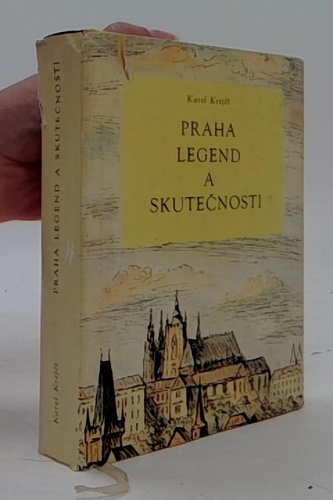 Karel Krejčí
PRAHA
LEGEND
A
SKUTEČNOSTI
PRAHA LEGEND A SKUTEČNOSTI
Karel Krejčí